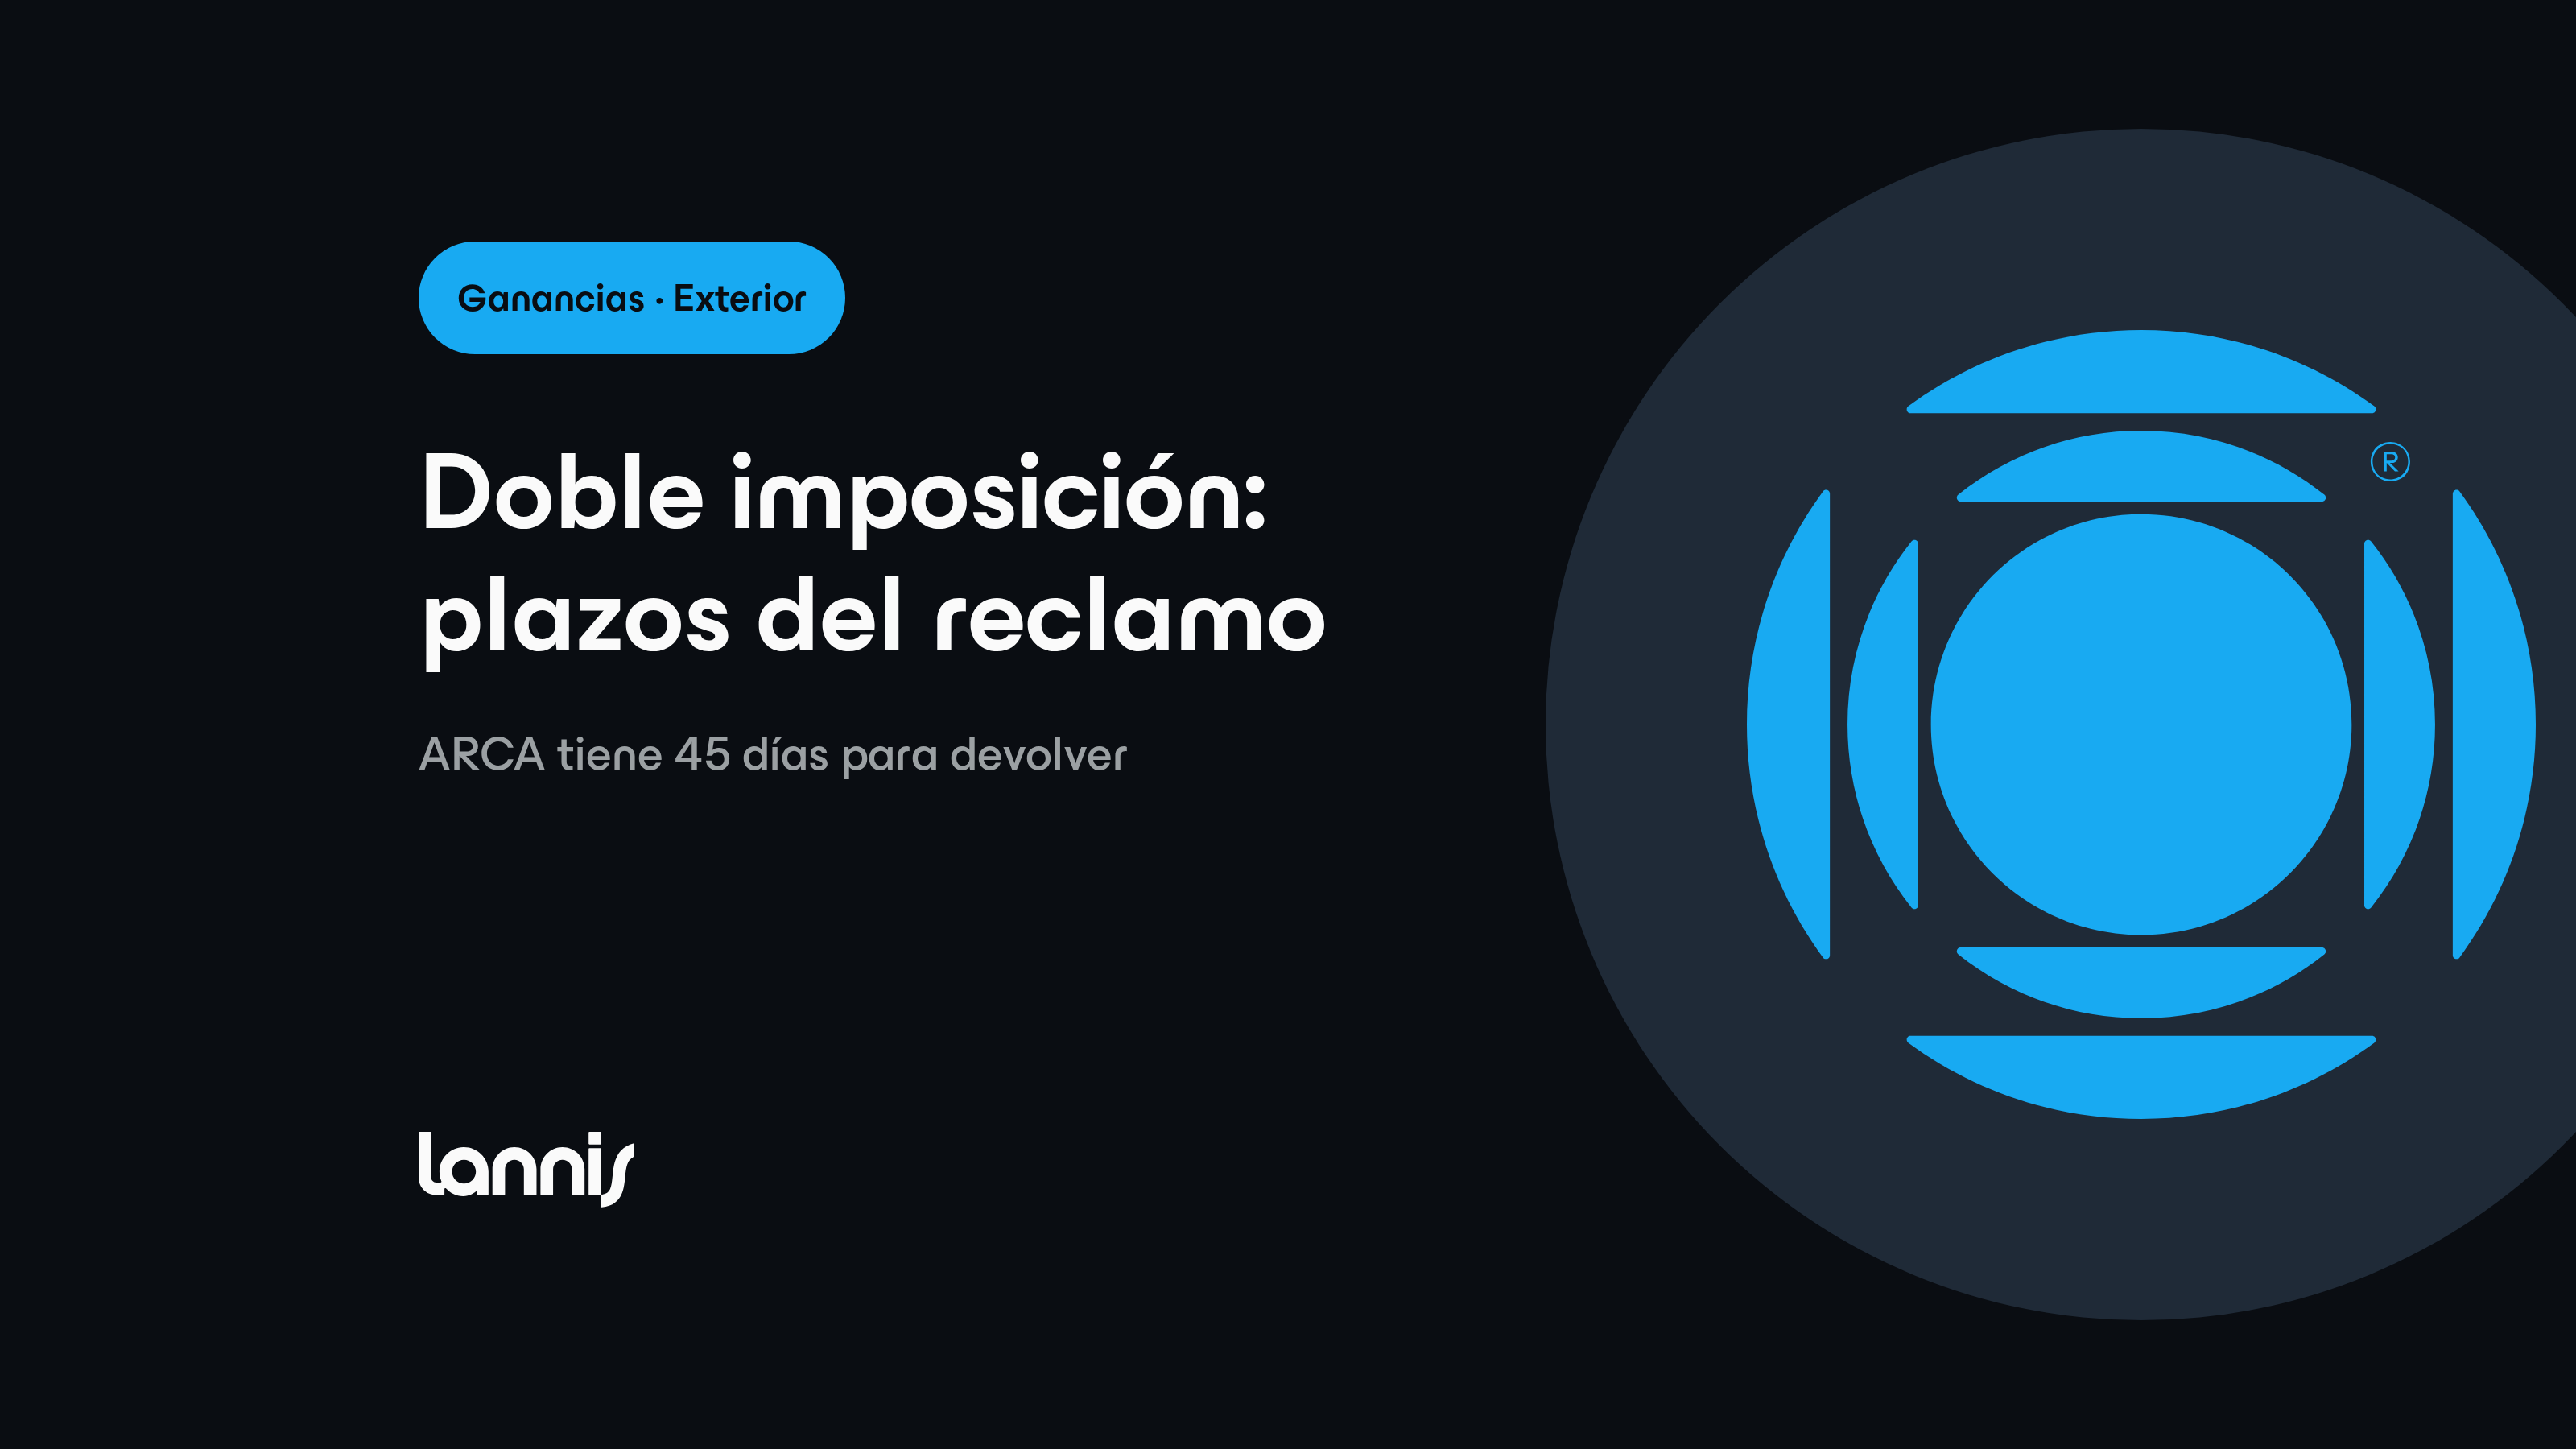 Ganancias · Exterior
Doble imposición:
plazos del reclamo
ARCA tiene 45 días para devolver
lannis
®